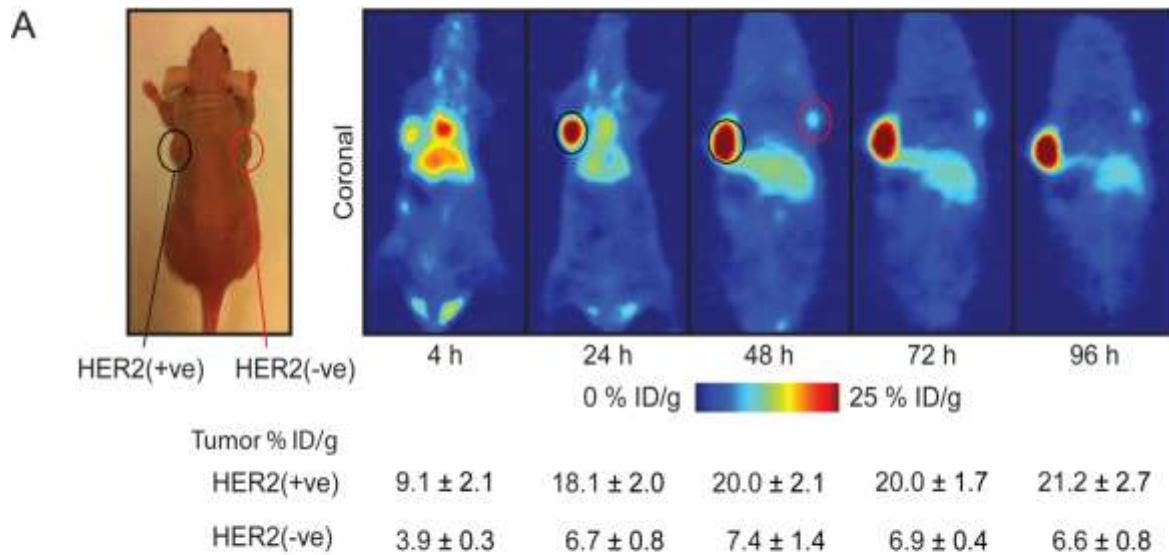 A
Coronal
HER2(+ve) HER2(-ve)
4 h 24 h 48 h 72 h 96 h
0 % ID/g 25 % ID/g
Tumor % ID/g
HER2(+ve) 9.1 ± 2.1 18.1 ± 2.0 20.0 ± 2.1 20.0 ± 1.7 21.2 ± 2.7
HER2(-ve) 3.9 ± 0.3 6.7 ± 0.8 7.4 ± 1.4 6.9 ± 0.4 6.6 ± 0.8